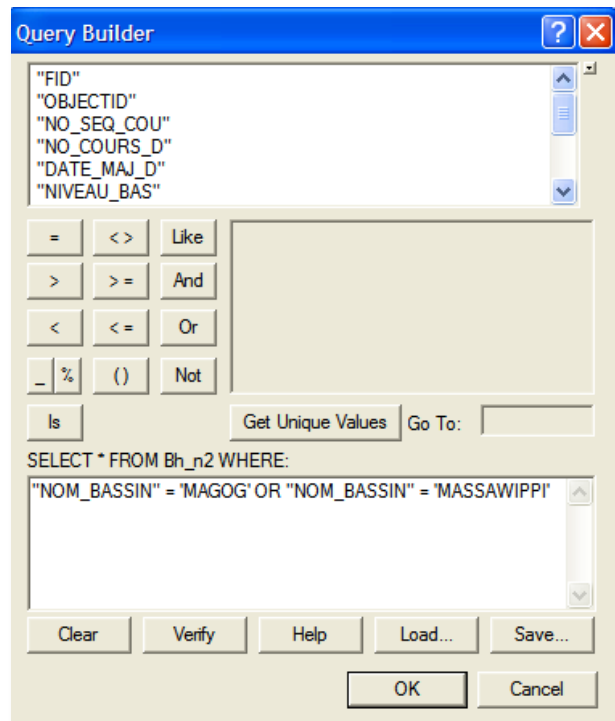 Query Builder
"FID"
"OBJECTID"
"NO_SEQ_COU"
"NO_COURS_D"
"DATE_MAJ_D"
"NIVEAU_BAS"
= < > Like
> > = And
< < = Or
_ % () Not
Is Get Unique Values Go To:
SELECT * FROM Bh_n2 WHERE:
"NOM_BASSIN" = 'MAGOG' OR "NOM_BASSIN" = 'MASSAWIPPI'
Clear Verify Help Load... Save...
OK Cancel